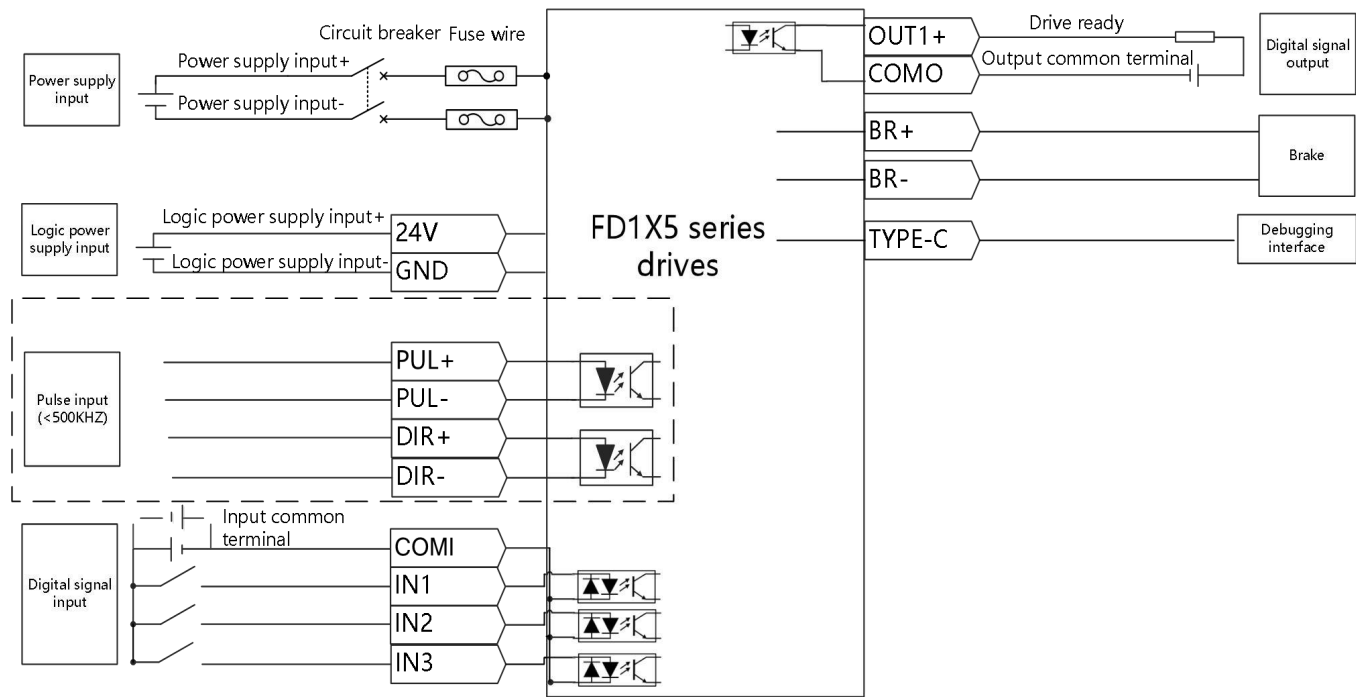 Circuit breaker
Fuse wire
Power supply
input
Power supply input+
Power supply input-
Logic power
supply input
Logic power supply input+
Logic power supply input-
24V
GND
Pulse input
(<500KHZ)
PUL+
PUL-
DIR+
DIR-
Digital signal
input
Input common
terminal
COMI
IN1
IN2
IN3
FD1X5 series
drives
OUT1+
COMO
Drive ready
Output common terminal
Digital signal
output
BR+
BR-
Brake
TYPE-C
Debugging
interface